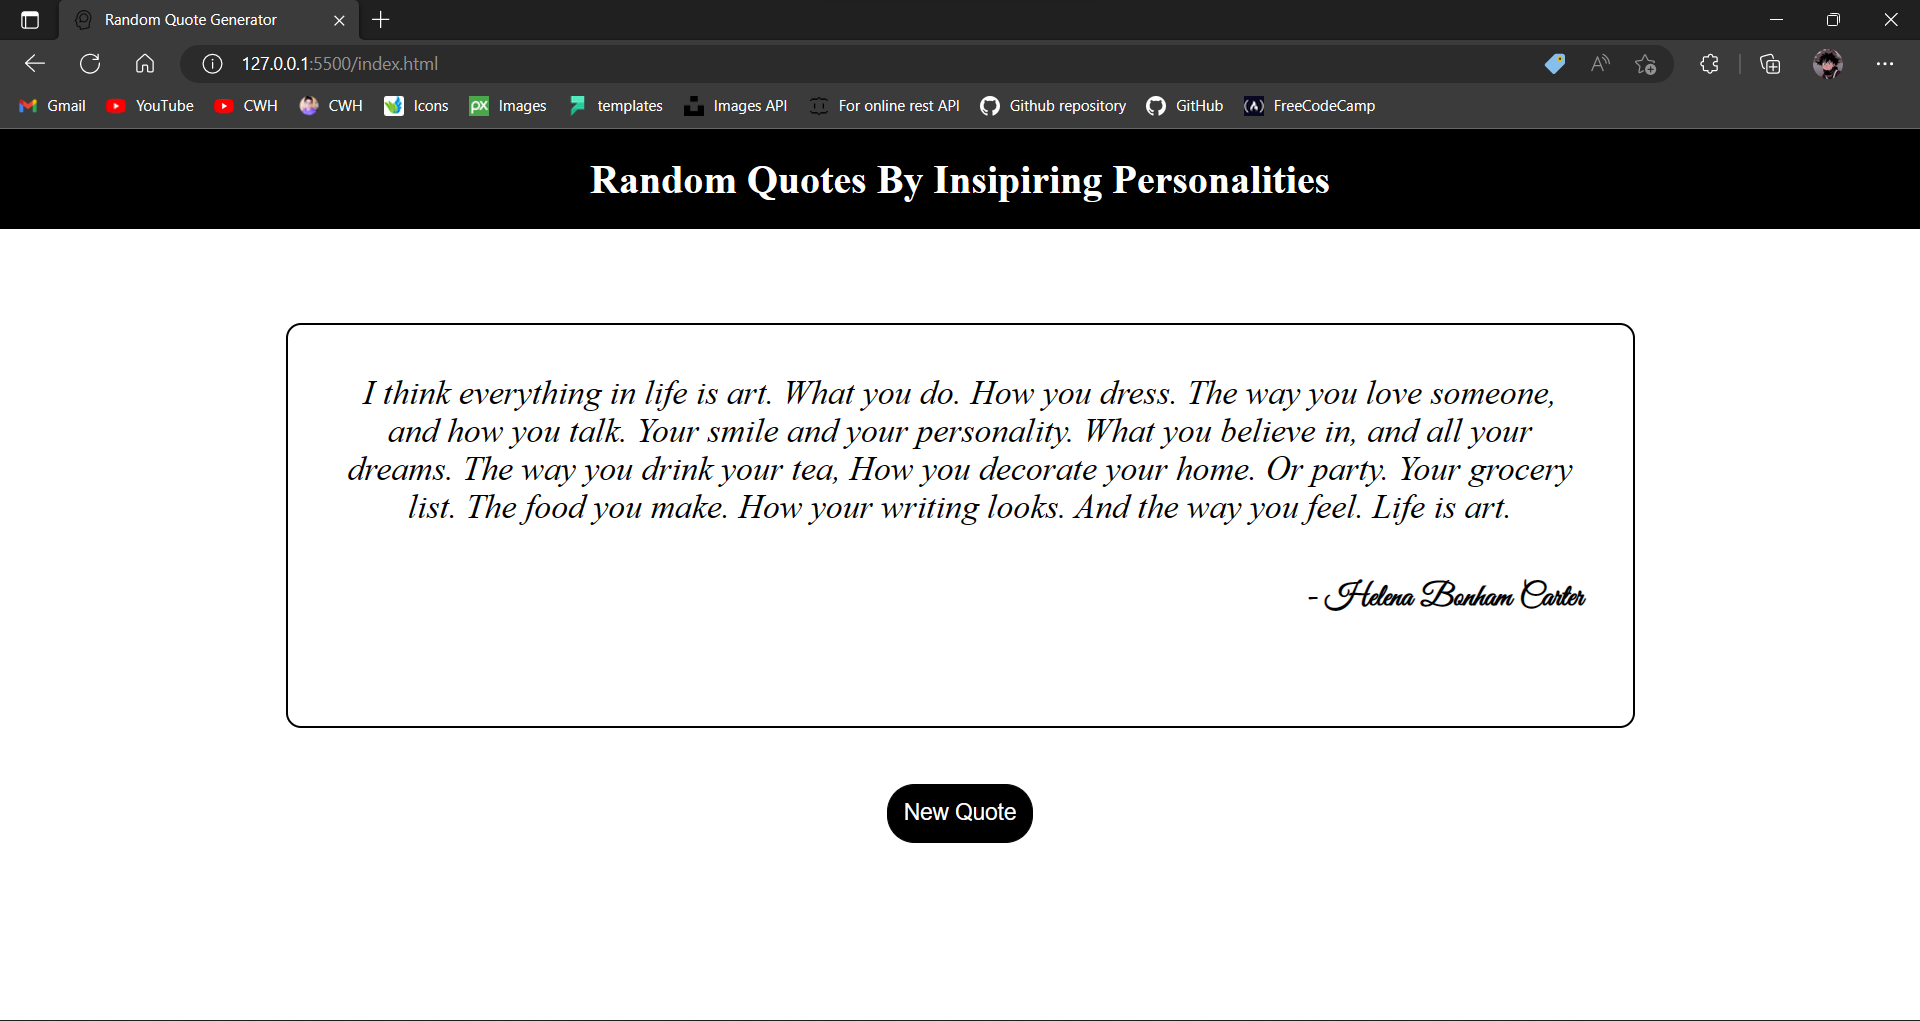 Random Quote Generator
127.0.0.1:5500/index.html
Gmail YouTube CWH CWH Icons Images templates Images API For online rest API Github repository GitHub FreeCodeCamp
Random Quotes By Insipiring Personalities
I think everything in life is art. What you do. How you dress. The way you love someone,
and how you talk. Your smile and your personality. What you believe in, and all your
dreams. The way you drink your tea, How you decorate your home. Or party. Your grocery
list. The food you make. How your writing looks. And the way you feel. Life is art.
- Helena Bonham Carter
New Quote